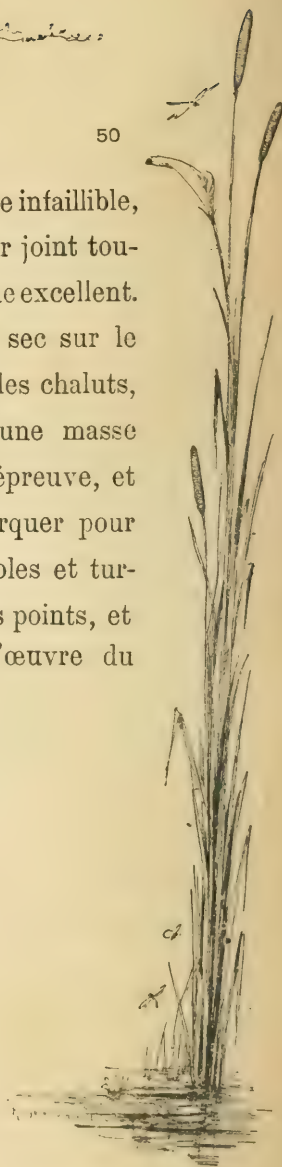 50
e infaillible,
r joint tou-
e excellent.
sec sur le
les chaluts,
une masse
épreuve, et
rquer pour
oles et tur-
s points, et
'œuvre du